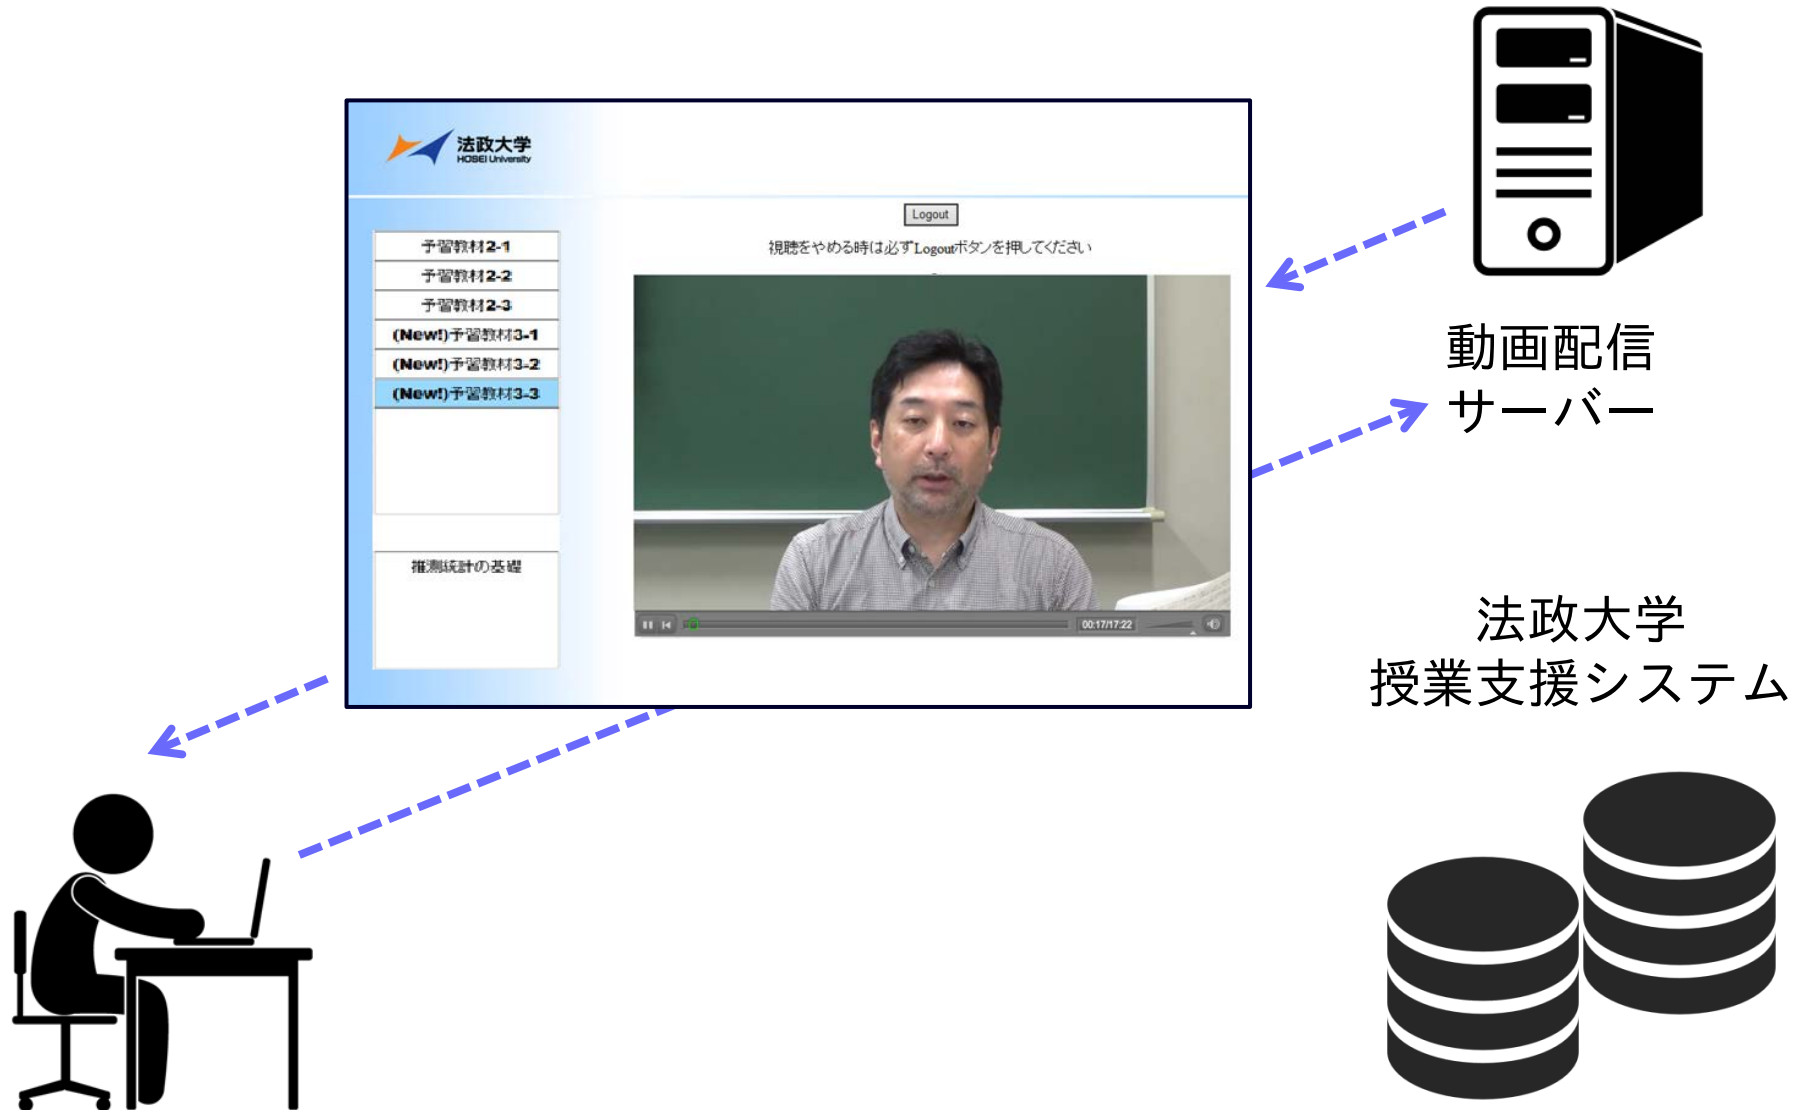 法政大学
HOSEI University
Logout
視聴をやめる時は必ずLogoutボタンを押してください
予習教材2-1
予習教材2-2
予習教材2-3
(New!)予習教材3-1
(New!)予習教材3-2
(New!)予習教材3-3
推測統計の基礎
00:17/17:22
動画配信
サーバー
法政大学
授業支援システム